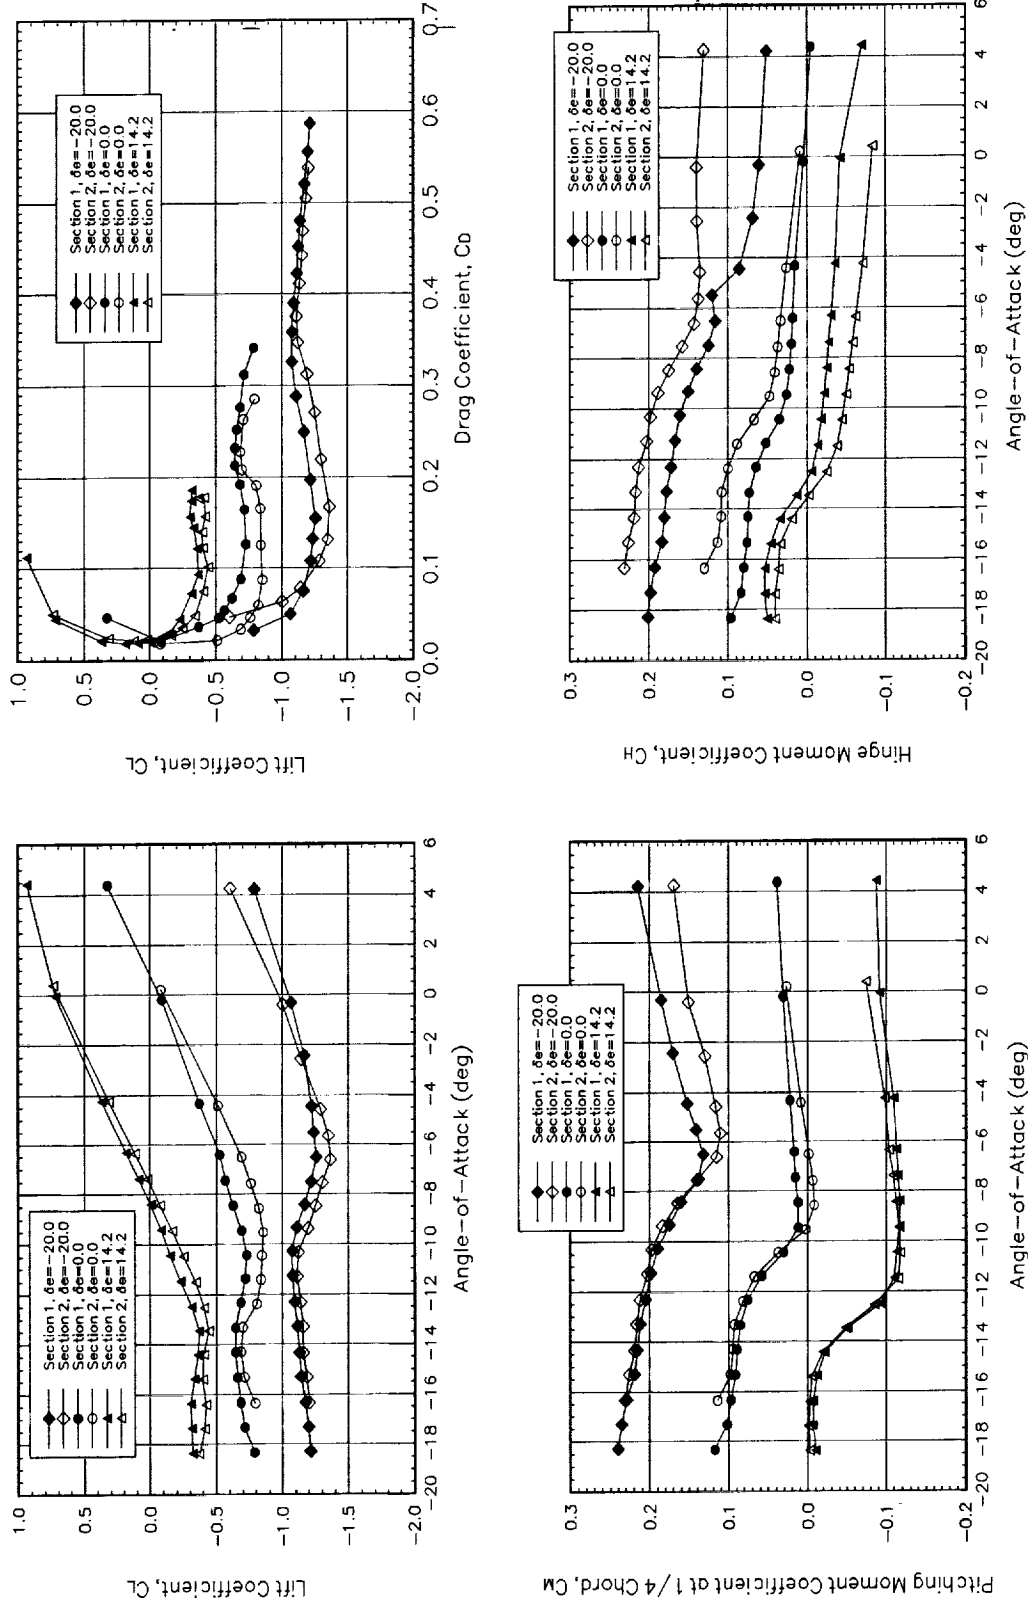 Lift Coefficient, CL
1.0
0.5
0.0
−0.5
−1.0
−1.5
−2.0
−20 −18 −16 −14 −12 −10 −8 −6 −4 −2 0 2 4 6
Angle−of−Attack (deg)
Section 1, δe=−20.0
Section 2, δe=−20.0
Section 1, δe=0.0
Section 2, δe=0.0
Section 1, δe=14.2
Section 2, δe=14.2
Lift Coefficient, CL
1.0
0.5
0.0
−0.5
−1.0
−1.5
−2.0
0.0 0.1 0.2 0.3 0.4 0.5 0.6 0.7
Drag Coefficient, CD
Section 1, δe=−20.0
Section 2, δe=−20.0
Section 1, δe=0.0
Section 2, δe=0.0
Section 1, δe=14.2
Section 2, δe=14.2
Pitching Moment Coefficient at 1/4 Chord, CM
0.3
0.2
0.1
0.0
−0.1
−0.2
−20 −18 −16 −14 −12 −10 −8 −6 −4 −2 0 2 4 6
Angle−of−Attack (deg)
Section 1, δe=−20.0
Section 2, δe=−20.0
Section 1, δe=0.0
Section 2, δe=0.0
Section 1, δe=14.2
Section 2, δe=14.2
Hinge Moment Coefficient, CH
0.3
0.2
0.1
0.0
−0.1
−0.2
−20 −18 −16 −14 −12 −10 −8 −6 −4 −2 0 2 4 6
Angle−of−Attack (deg)
Section 1, δe=−20.0
Section 2, δe=−20.0
Section 1, δe=0.0
Section 2, δe=0.0
Section 1, δe=14.2
Section 2, δe=14.2